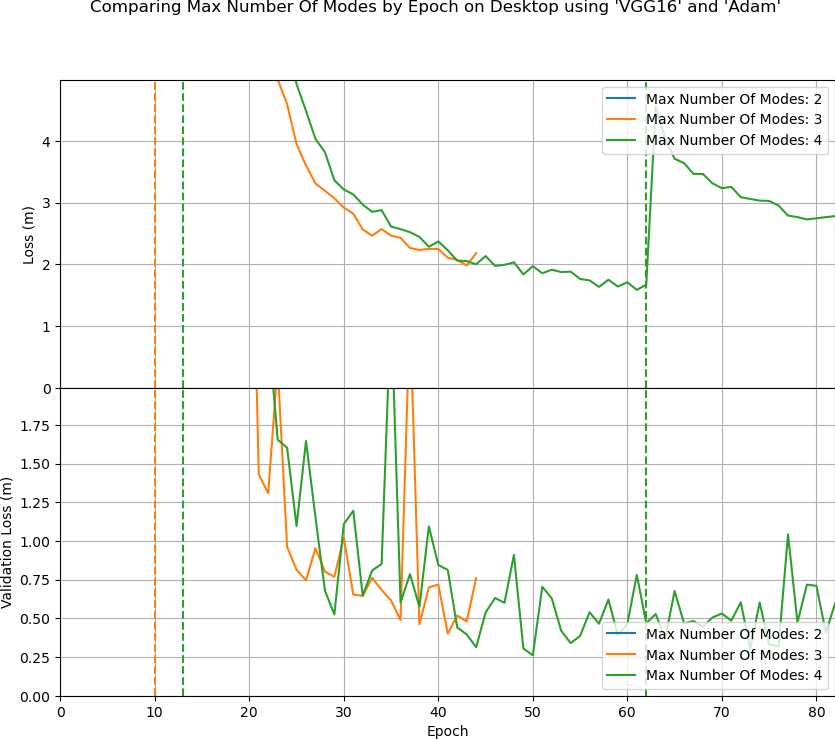 Comparing Max Number Of Modes by Epoch on Desktop using 'VGG16' and 'Adam'
Max Number Of Modes: 2
Max Number Of Modes: 3
Max Number Of Modes: 4
4
3
2
1
0
Loss (m)
1.75
1.50
1.25
1.00
0.75
0.50
0.25
0.00
Validation Loss (m)
Max Number Of Modes: 2
Max Number Of Modes: 3
Max Number Of Modes: 4
0 10 20 30 40 50 60 70 80
Epoch